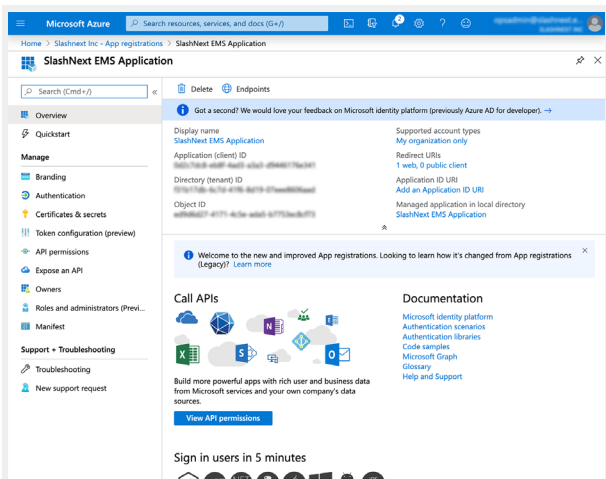 Microsoft Azure
Search resources, services, and docs (G+/)
2
Home > Slashnext Inc - App registrations > SlashNext EMS Application
SlashNext EMS Application
Search (Cmd+/)
Overview
Quickstart
Manage
Branding
Authentication
Certificates & secrets
Token configuration (preview)
API permissions
Expose an API
Owners
Roles and administrators (Previ...
Manifest
Support + Troubleshooting
Troubleshooting
New support request
Delete
Endpoints
Got a second? We would love your feedback on Microsoft identity platform (previously Azure AD for developer). →
Display name
SlashNext EMS Application
Application (client) ID
Directory (tenant) ID
Object ID
Supported account types
My organization only
Redirect URIs
1 web, 0 public client
Application ID URI
Add an Application ID URI
Managed application in local directory
SlashNext EMS Application
Welcome to the new and improved App registrations. Looking to learn how it's changed from App registrations
(Legacy)? Learn more
Call APIs
Build more powerful apps with rich user and business data
from Microsoft services and your own company's data
sources.
View API permissions
Documentation
Microsoft identity platform
Authentication scenarios
Authentication libraries
Code samples
Microsoft Graph
Glossary
Help and Support
Sign in users in 5 minutes